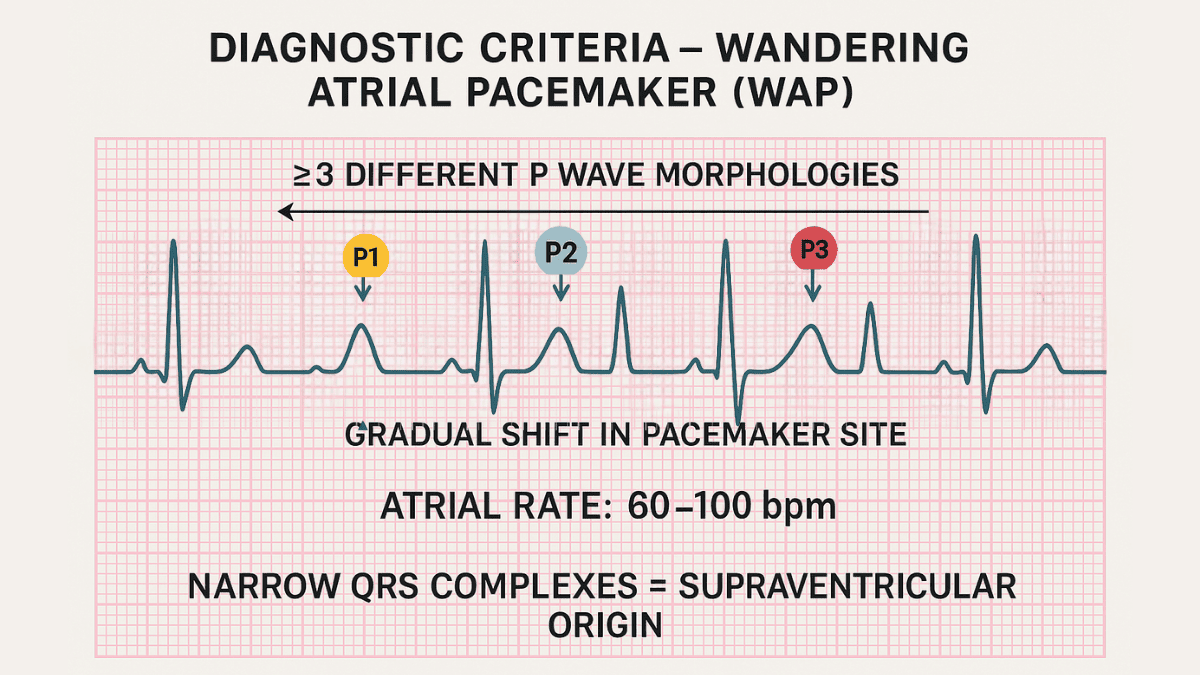 DIAGNOSTIC CRITERIA – WANDERING
ATRIAL PACEMAKER (WAP)
≥3 DIFFERENT P WAVE MORPHOLOGIES
P1
P2
P3
GRADUAL SHIFT IN PACEMAKER SITE
ATRIAL RATE: 60–100 bpm
NARROW QRS COMPLEXES = SUPRAVENTRICULAR
ORIGIN